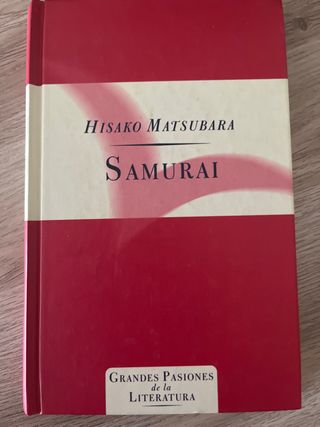 HISAKO MATSUBARA
SAMURAI
GRANDES PASIONES
de la
LITERATURA